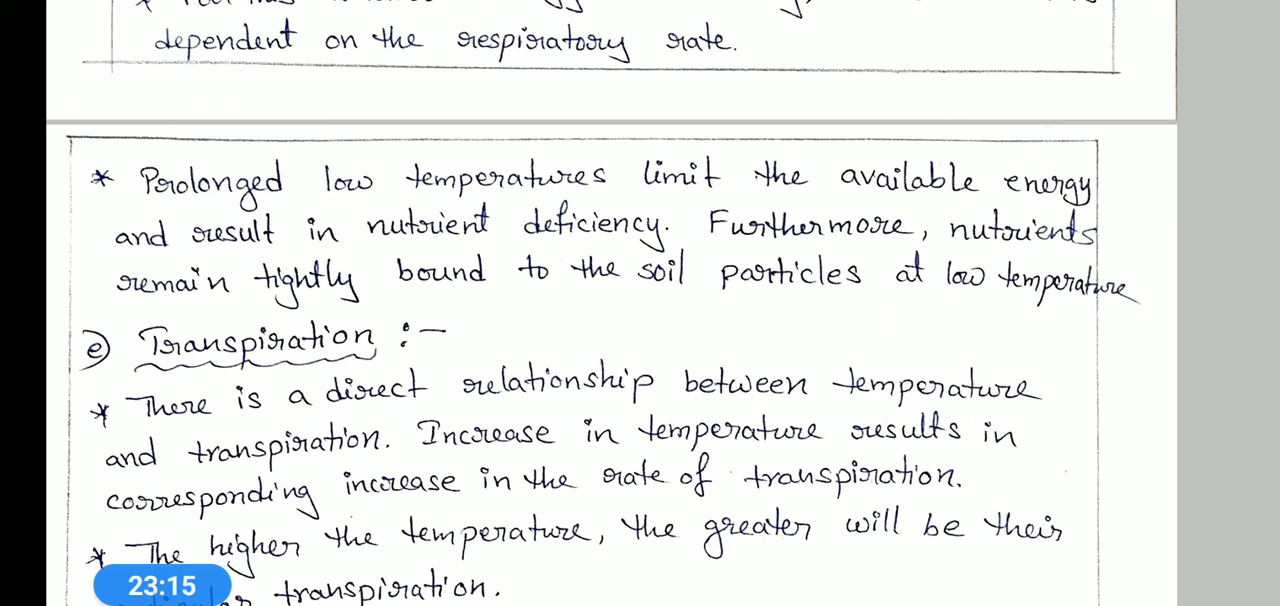 dependent on the respiratory rate.
* Prolonged low temperatures limit the available energy
and result in nutrient deficiency. Furthermore, nutrients
remain tightly bound to the soil particles at low temperature
e) Transpiration :-
* There is a direct relationship between temperature
and transpiration. Increase in temperature results in
corresponding increase in the rate of transpiration.
* The higher the temperature, the greater will be their
transpiration.
23:15